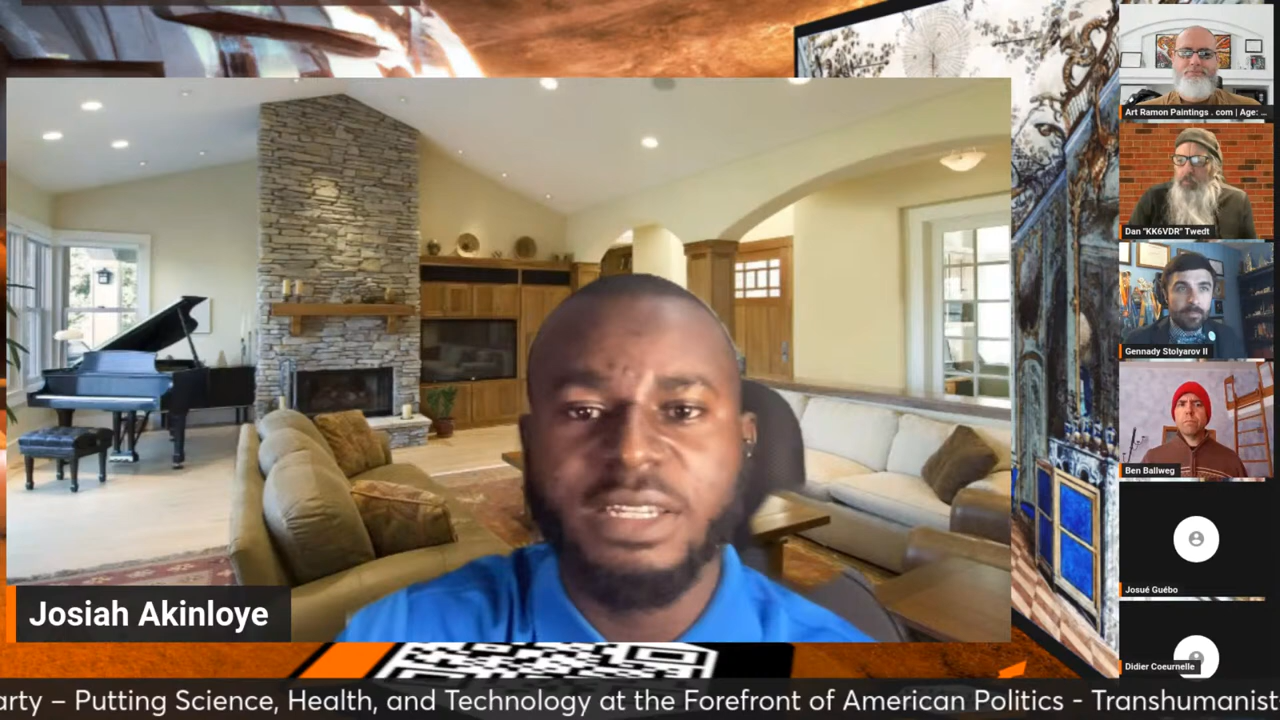 Art Ramon Paintings . com | Age: ...
Dan "KK6VDR" Twedt
Gennady Stolyarov II
Ben Ballweg
Josué Guébo
Didier Coeurnelle
Josiah Akinloye
arty – Putting Science, Health, and Technology at the Forefront of American Politics - Transhumanist